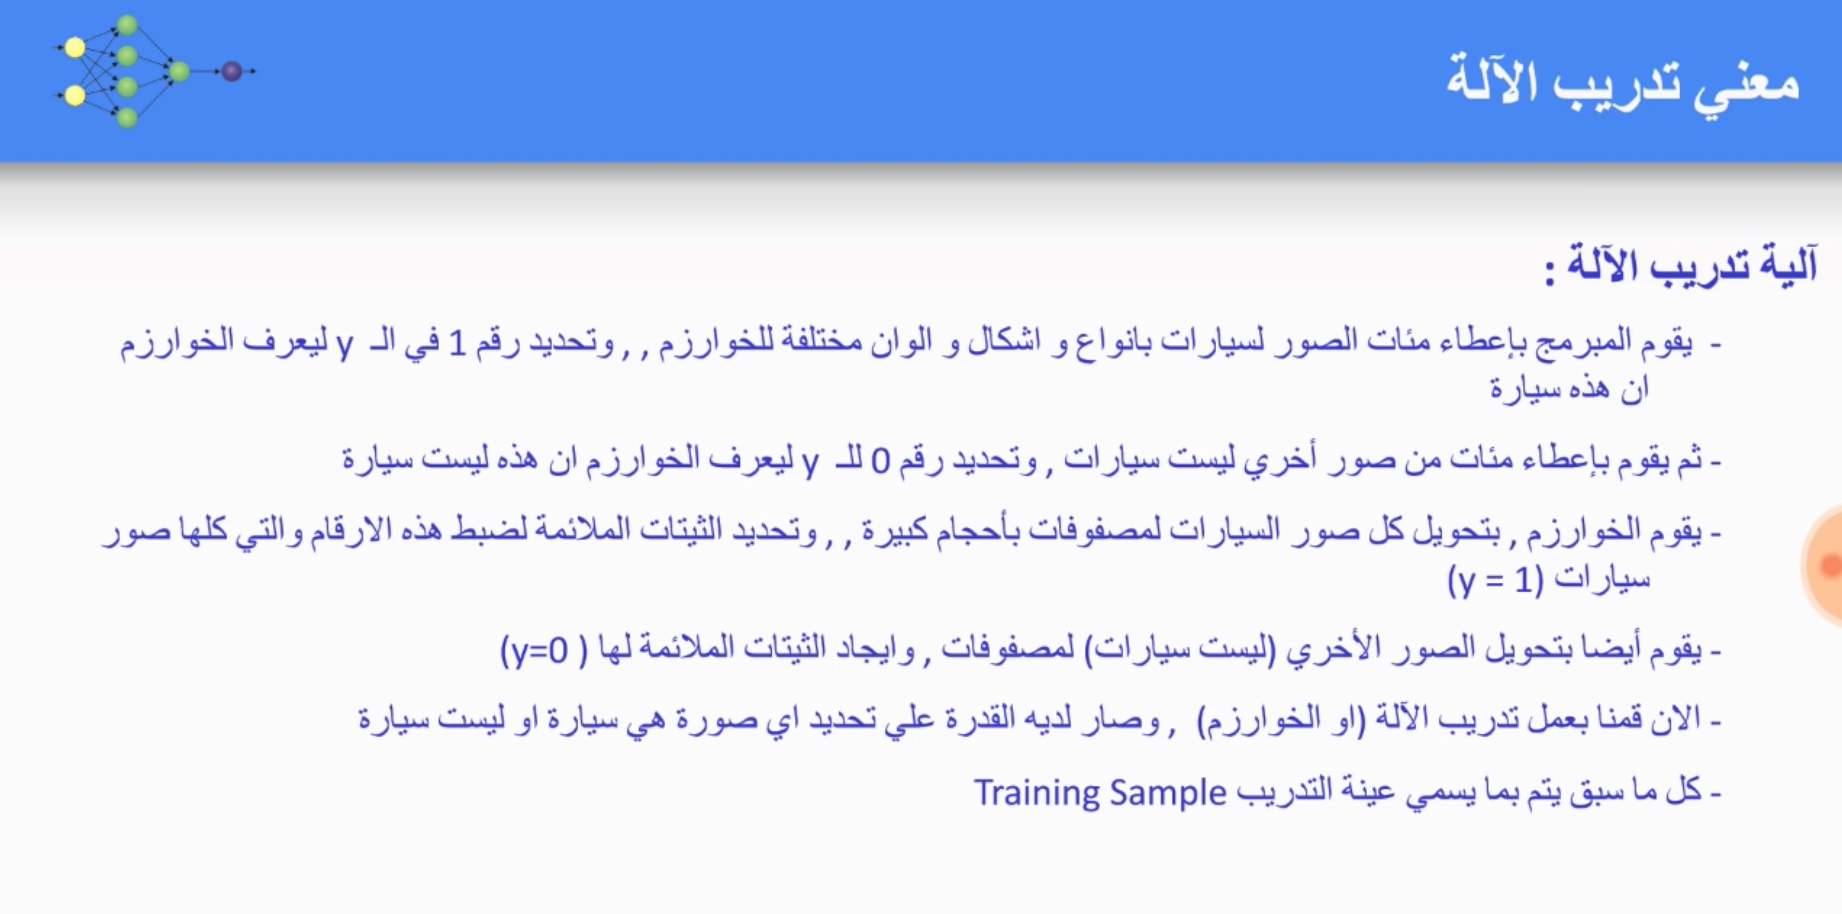 معني تدريب الآلة
آلية تدريب الآلة :
- يقوم المبرمج بإعطاء مئات الصور لسيارات بانواع و اشكال و الوان مختلفة للخوارزم , , وتحديد رقم 1 في الـ y ليعرف الخوارزم
ان هذه سيارة
- ثم يقوم بإعطاء مئات من صور أخري ليست سيارات , وتحديد رقم 0 للـ y ليعرف الخوارزم ان هذه ليست سيارة
- يقوم الخوارزم , بتحويل كل صور السيارات لمصفوفات بأحجام كبيرة , , وتحديد الثيتات الملائمة لضبط هذه الارقام والتي كلها صور
سيارات (y = 1)
- يقوم أيضا بتحويل الصور الأخري (ليست سيارات) لمصفوفات , وايجاد الثيتات الملائمة لها ( y=0)
- الان قمنا بعمل تدريب الآلة (او الخوارزم) , وصار لديه القدرة علي تحديد اي صورة هي سيارة او ليست سيارة
- كل ما سبق يتم بما يسمي عينة التدريب Training Sample